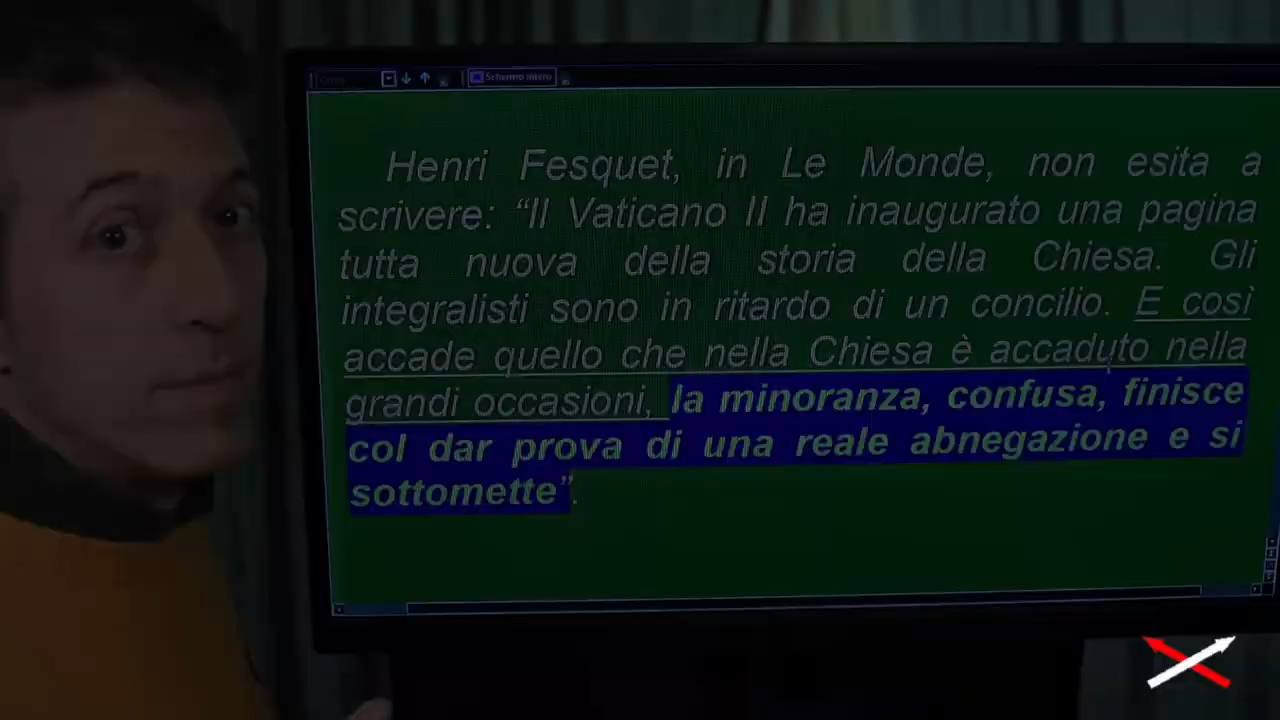 Schermo intero
Henri Fesquet, in Le Monde, non esita a
scrivere: “Il Vaticano II ha inaugurato una pagina
tutta nuova della storia della Chiesa. Gli
integralisti sono in ritardo di un concilio. E così
accade quello che nella Chiesa è accaduto nella
grandi occasioni, la minoranza, confusa, finisce
col dar prova di una reale abnegazione e si
sottomette”.